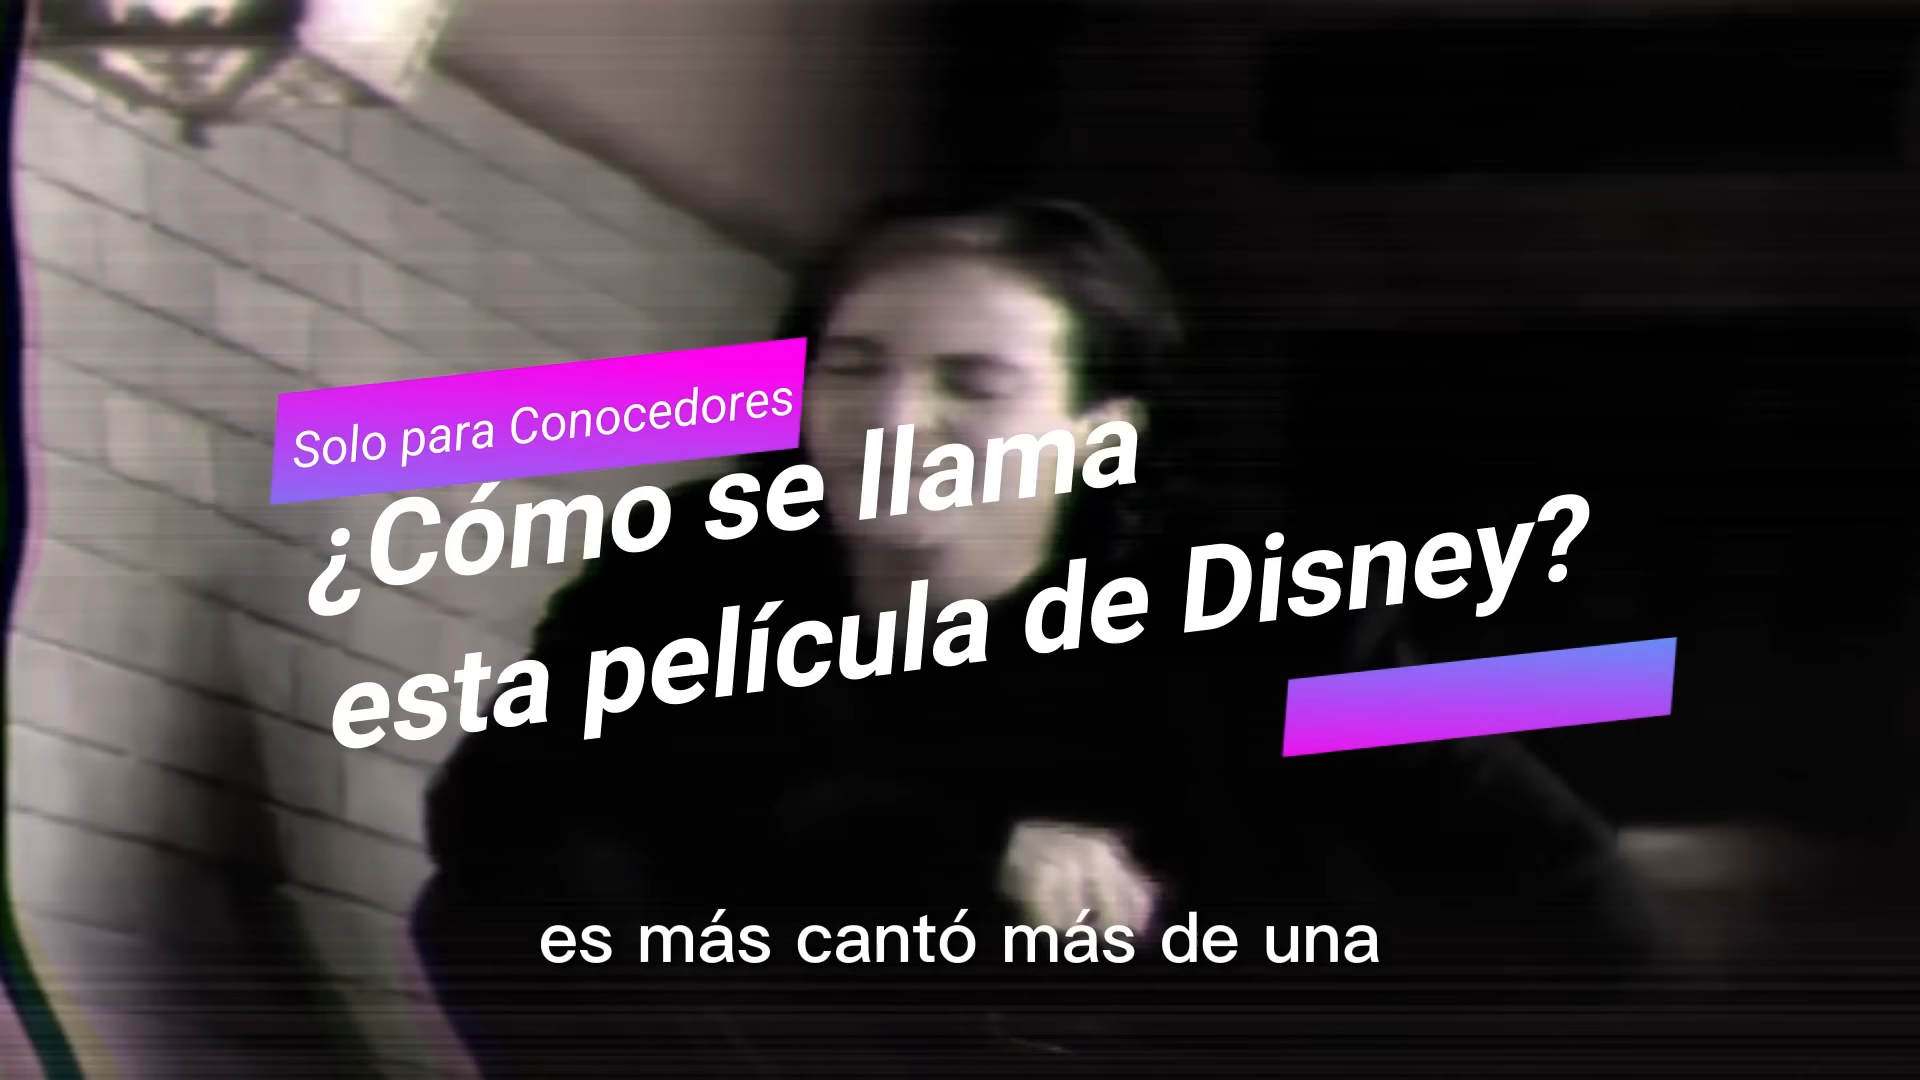 Solo para Conocedores
¿Cómo se llama
esta película de Disney?
es más cantó más de una